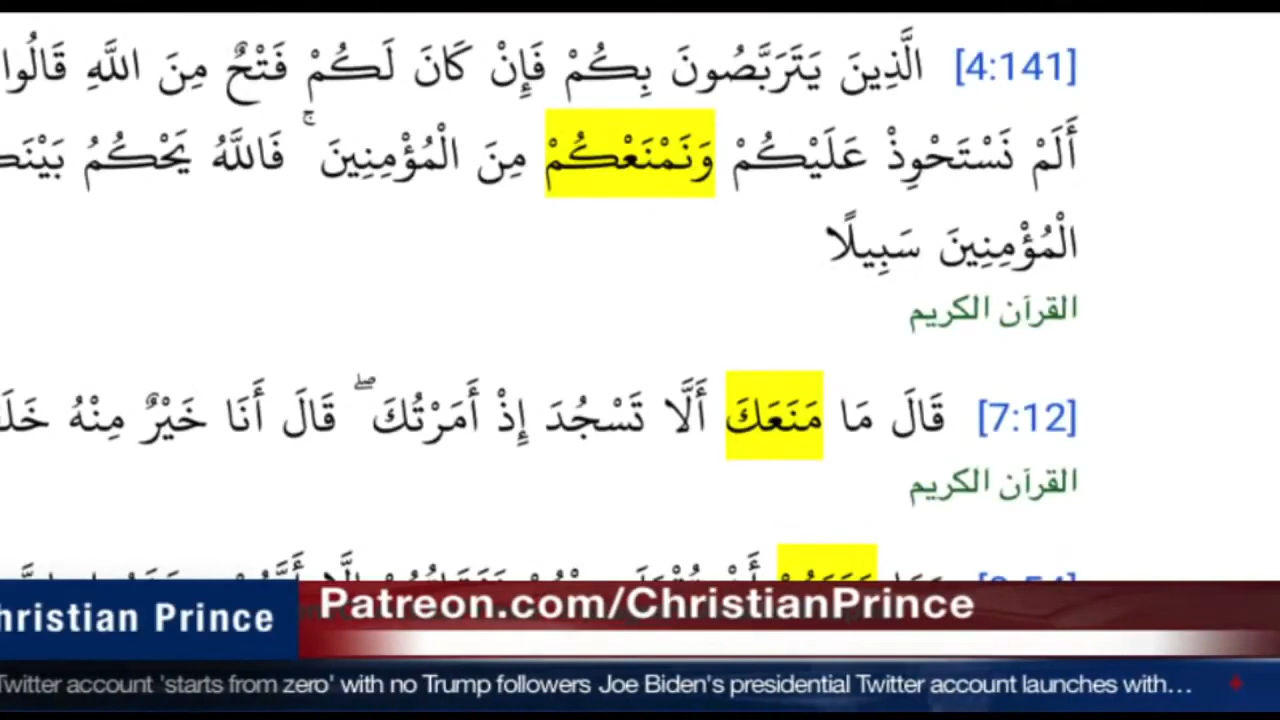 [4:141] الَّذِينَ يَتَرَبَّصُونَ بِكُمْ فَإِنْ كَانَ لَكُمْ فَتْحٌ مِنَ اللَّهِ قَالُوا
أَلَمْ نَسْتَحْوِذْ عَلَيْكُمْ وَنَمْنَعْكُمْ مِنَ الْمُؤْمِنِينَ ۚ فَاللَّهُ يَحْكُمُ
الْمُؤْمِنِينَ سَبِيلًا
القرآن الكريم
[7:12] قَالَ مَا مَنَعَكَ أَلَّا تَسْجُدَ إِذْ أَمَرْتُكَ ۖ قَالَ أَنَا خَيْرٌ مِنْهُ
القرآن الكريم
Patreon.com/ChristianPrince
hristian Prince
Twitter account 'starts from zero' with no Trump followers Joe Biden's presidential Twitter account launches with...